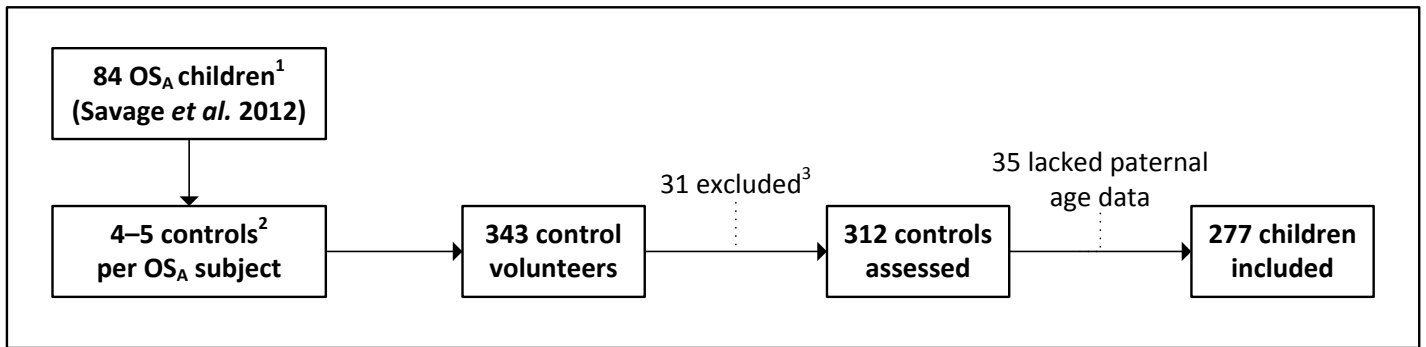 84 OSA children1
(Savage et al. 2012)
4–5 controls2
per OSA subject
343 control
volunteers
31 excluded3
312 controls
assessed
35 lacked paternal
age data
277 children
included